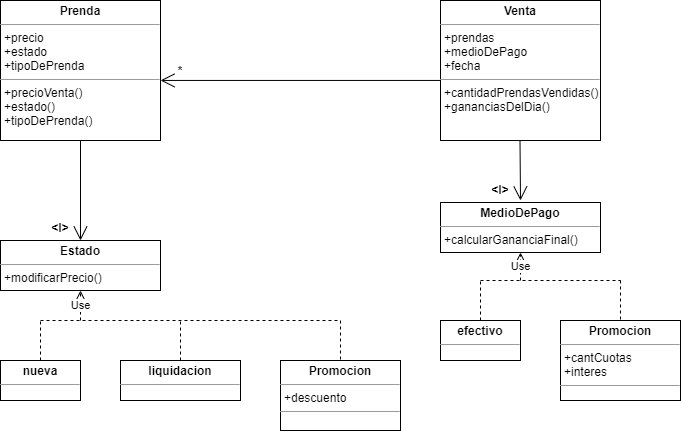 Prenda
+precio
+estado
+tipoDePrenda
+precioVenta()
+estado()
+tipoDePrenda()
*
Venta
+prendas
+medioDePago
+fecha
+cantidadPrendasVendidas()
+gananciasDelDia()
<I>
<I>
Estado
+modificarPrecio()
Use
MedioDePago
+calcularGananciaFinal()
Use
nueva
liquidacion
Promocion
+descuento
efectivo
Promocion
+cantCuotas
+interes